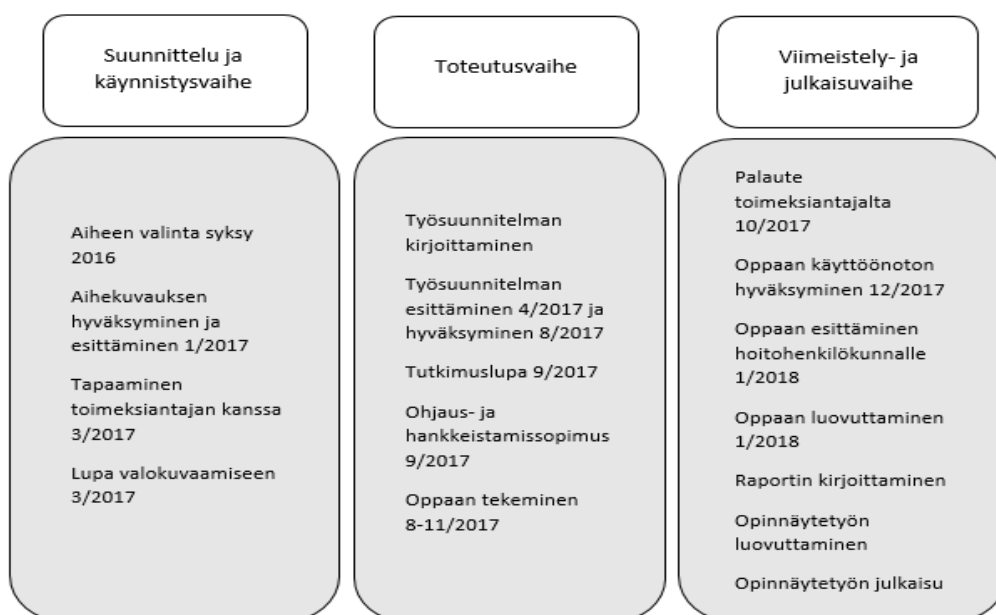 Suunnittelu ja
käynnistysvaihe
Aiheen valinta syksy
2016
Aihekuvauksen
hyväksyminen ja
esittäminen 1/2017
Tapaaminen
toimeksiantajan kanssa
3/2017
Lupa valokuvaamiseen
3/2017
Toteutusvaihe
Työsuunnitelman
kirjoittaminen
Työsuunnitelman
esittäminen 4/2017 ja
hyväksyminen 8/2017
Tutkimuslupa 9/2017
Ohjaus- ja
hankkeistamissopimus
9/2017
Oppaan tekeminen
8-11/2017
Viimeistely- ja
julkaisuvaihe
Palaute
toimeksiantajalta
10/2017
Oppaan käyttöönoton
hyväksyminen 12/2017
Oppaan esittäminen
hoitohenkilökunnalle
1/2018
Oppaan luovuttaminen
1/2018
Raportin kirjoittaminen
Opinnäytetyön
luovuttaminen
Opinnäytetyön julkaisu